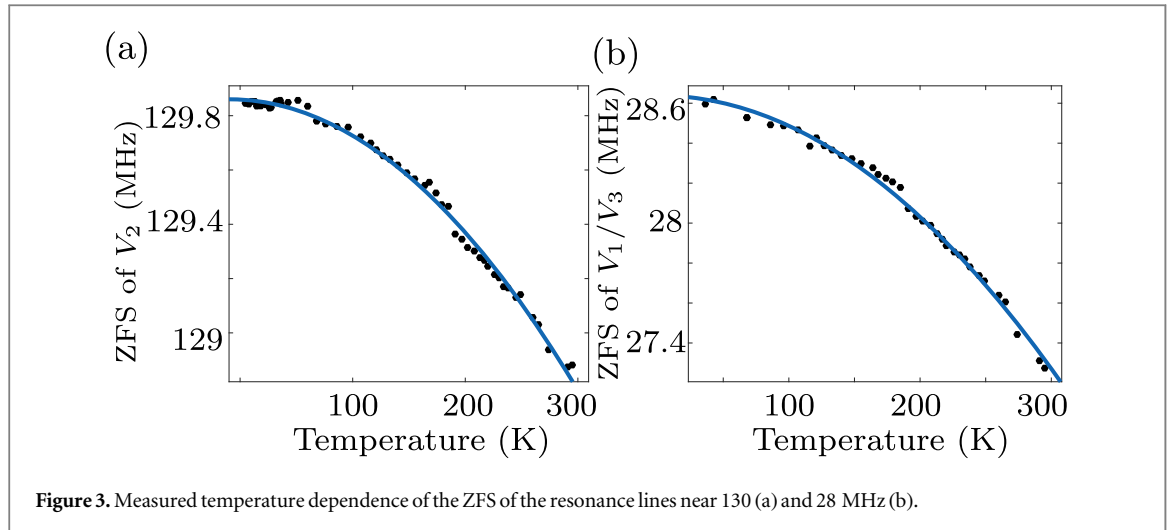 (a)
(b)
ZFS of V₂ (MHz)
129.8
129.4
129
100
200
300
Temperature (K)
ZFS of V₁/V₃ (MHz)
28.6
28
27.4
100
200
300
Temperature (K)
Figure 3. Measured temperature dependence of the ZFS of the resonance lines near 130 (a) and 28 MHz (b).